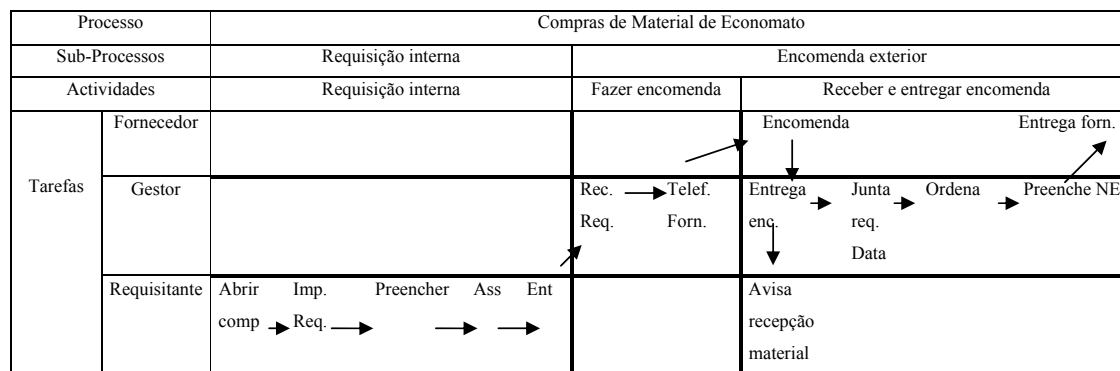 Processo Compras de Material de Economato
Sub-Processos Requisição interna Encomenda exterior
Actividades Requisição interna Fazer encomenda Receber e entregar encomenda
Fornecedor Encomenda Entrega forn.
Tarefas Gestor Rec. Telef. Entrega Junta Ordena Preenche NE
Req. Forn. enc. req.
Data
Requisitante Abrir Imp. Preencher Ass Ent Avisa
comp Req. recepção
material